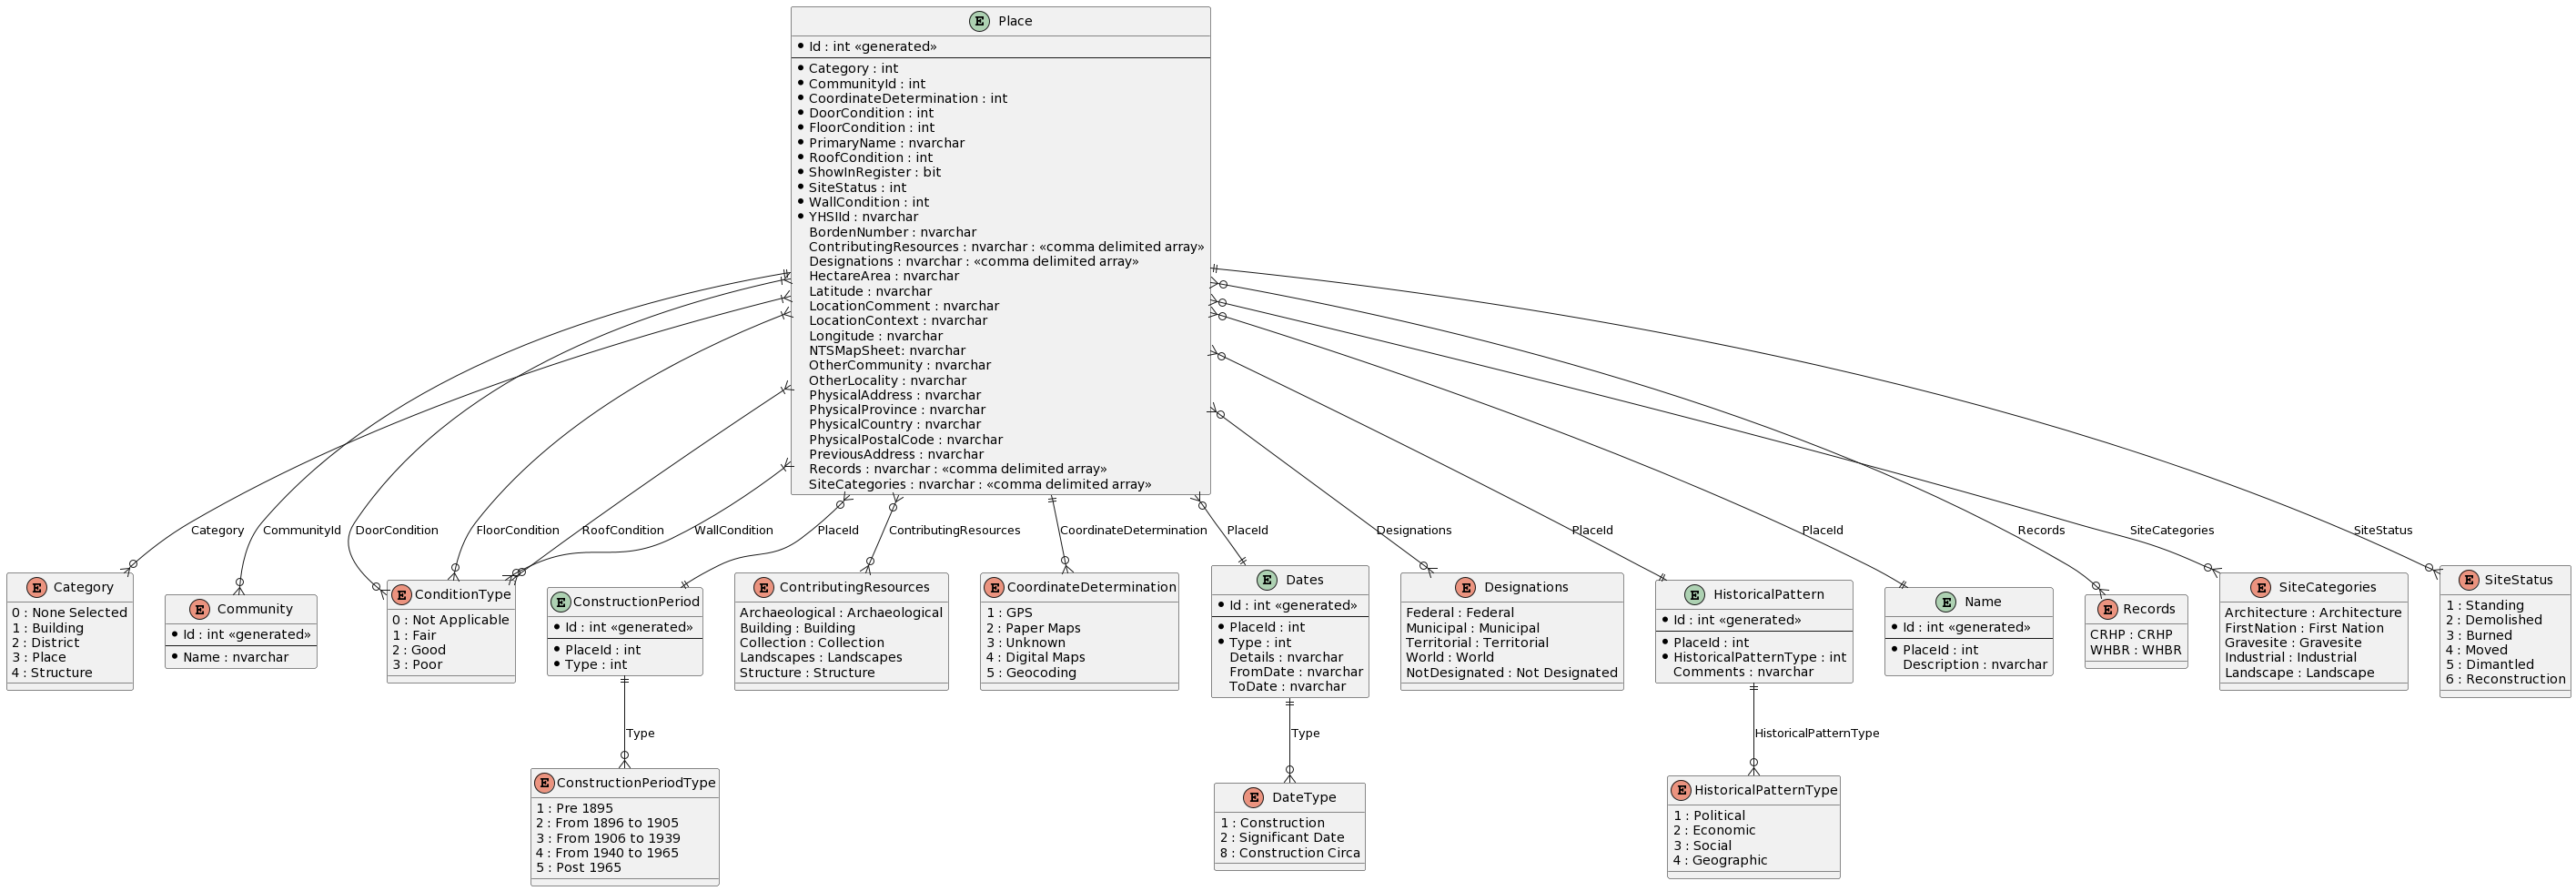 E Place
Id : int «generated»
Category : int
CommunityId : int
CoordinateDetermination : int
DoorCondition : int
FloorCondition : int
PrimaryName : nvarchar
RoofCondition : int
ShowInRegister : bit
SiteStatus : int
WallCondition : int
YHSIId : nvarchar
BordenNumber : nvarchar
ContributingResources : nvarchar : «comma delimited array»
Designations : nvarchar : «comma delimited array»
HectareArea : nvarchar
Latitude : nvarchar
LocationComment : nvarchar
LocationContext : nvarchar
Longitude : nvarchar
NTSMapSheet: nvarchar
OtherCommunity : nvarchar
OtherLocality : nvarchar
PhysicalAddress : nvarchar
PhysicalProvince : nvarchar
PhysicalCountry : nvarchar
PhysicalPostalCode : nvarchar
PreviousAddress : nvarchar
Records : nvarchar : «comma delimited array»
SiteCategories : nvarchar : «comma delimited array»
Category
CommunityId
DoorCondition
FloorCondition
RoofCondition
WallCondition
PlaceId
ContributingResources
CoordinateDetermination
PlaceId
Designations
PlaceId
PlaceId
Records
SiteCategories
SiteStatus
E Category
0 : None Selected
1 : Building
2 : District
3 : Place
4 : Structure
E Community
Id : int «generated»
Name : nvarchar
E ConditionType
0 : Not Applicable
1 : Fair
2 : Good
3 : Poor
E ConstructionPeriod
Id : int «generated»
PlaceId : int
Type : int
E ContributingResources
Archaeological : Archaeological
Building : Building
Collection : Collection
Landscapes : Landscapes
Structure : Structure
E CoordinateDetermination
1 : GPS
2 : Paper Maps
3 : Unknown
4 : Digital Maps
5 : Geocoding
E Dates
Id : int «generated»
PlaceId : int
Type : int
Details : nvarchar
FromDate : nvarchar
ToDate : nvarchar
E Designations
Federal : Federal
Municipal : Municipal
Territorial : Territorial
World : World
NotDesignated : Not Designated
E HistoricalPattern
Id : int «generated»
PlaceId : int
HistoricalPatternType : int
Comments : nvarchar
E Name
Id : int «generated»
PlaceId : int
Description : nvarchar
E Records
CRHP : CRHP
WHBR : WHBR
E SiteCategories
Architecture : Architecture
FirstNation : First Nation
Gravesite : Gravesite
Industrial : Industrial
Landscape : Landscape
E SiteStatus
1 : Standing
2 : Demolished
3 : Burned
4 : Moved
5 : Dimantled
6 : Reconstruction
Type
Type
HistoricalPatternType
E ConstructionPeriodType
1 : Pre 1895
2 : From 1896 to 1905
3 : From 1906 to 1939
4 : From 1940 to 1965
5 : Post 1965
E DateType
1 : Construction
2 : Significant Date
8 : Construction Circa
E HistoricalPatternType
1 : Political
2 : Economic
3 : Social
4 : Geographic